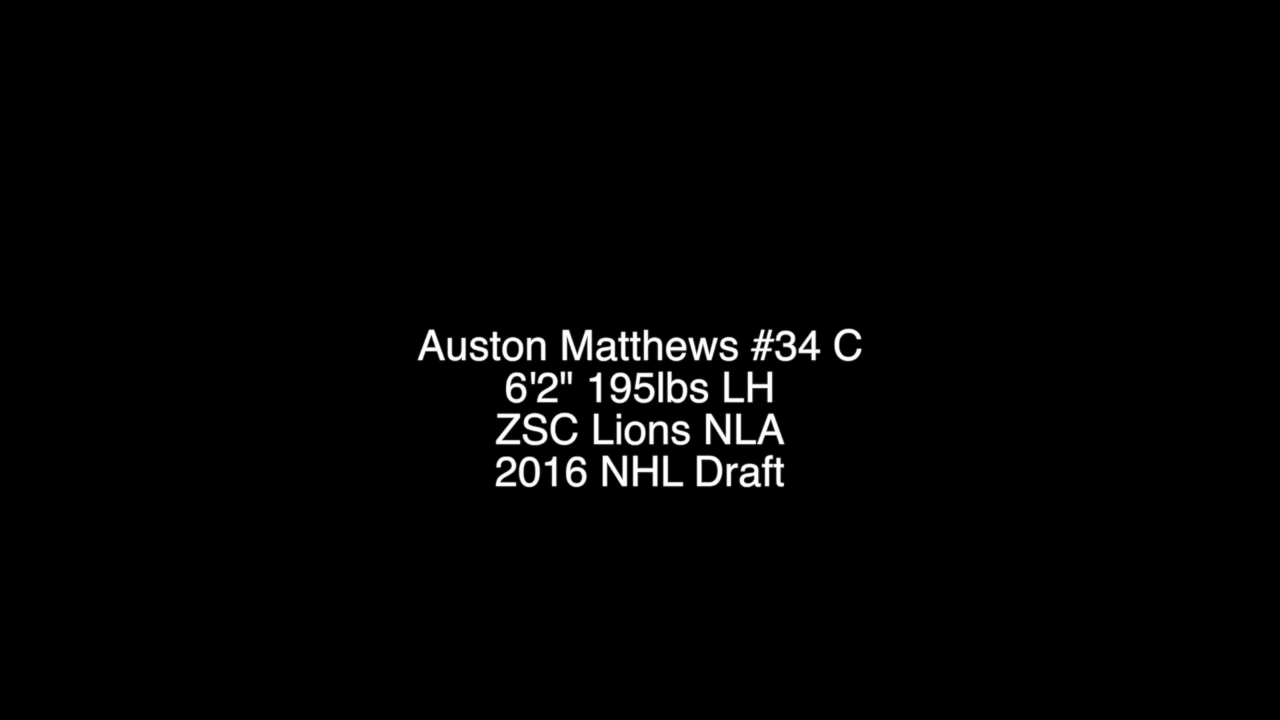 Auston Matthews #34 C
6'2" 195lbs LH
ZSC Lions NLA
2016 NHL Draft